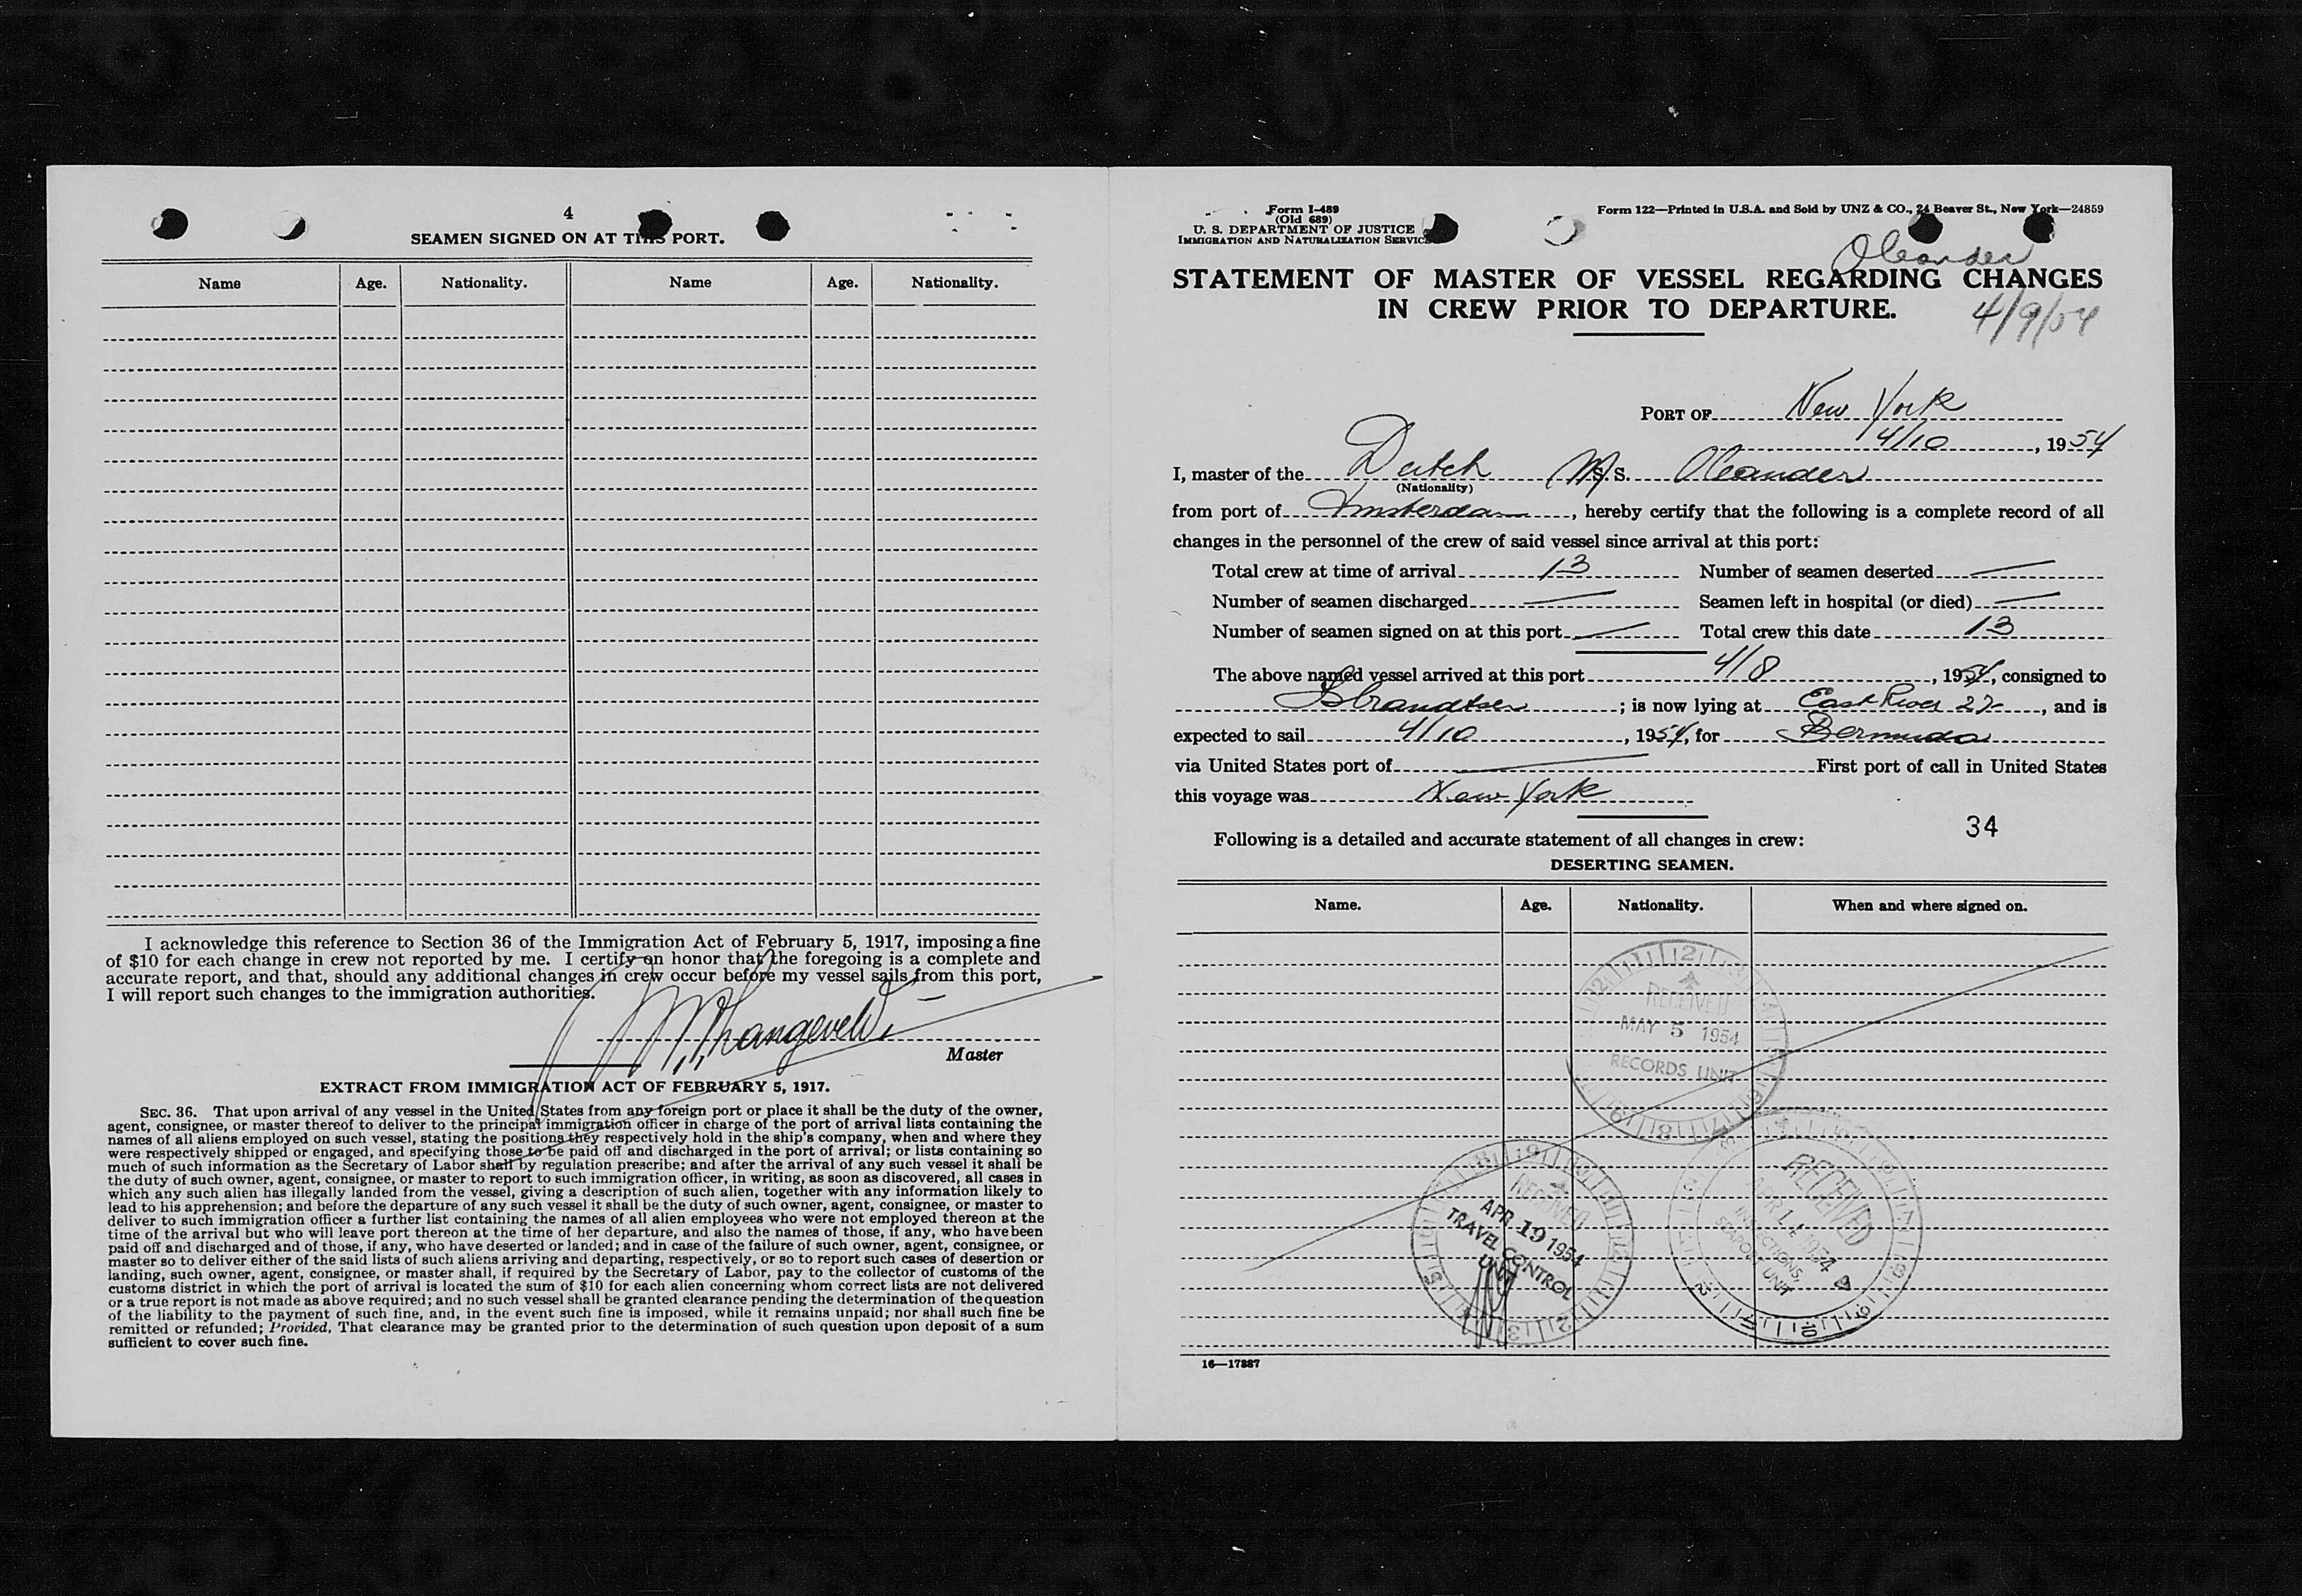 4
SEAMEN SIGNED ON AT THIS PORT.
Name Age. Nationality. Name Age. Nationality.
I acknowledge this reference to Section 36 of the Immigration Act of February 5, 1917, imposing a fine
of $10 for each change in crew not reported by me. I certify on honor that the foregoing is a complete and
accurate report, and that, should any additional changes in crew occur before my vessel sails from this port,
I will report such changes to the immigration authorities.
Master
EXTRACT FROM IMMIGRATION ACT OF FEBRUARY 5, 1917.
SEC. 36. That upon arrival of any vessel in the United States from any foreign port or place it shall be the duty of the owner,
agent, consignee, or master thereof to deliver to the principal immigration officer in charge of the port of arrival lists containing the
names of all aliens employed on such vessel, stating the positions they respectively hold in the ship's company, when and where they
were respectively shipped or engaged, and specifying those to be paid off and discharged in the port of arrival; or lists containing so
much of such information as the Secretary of Labor shall by regulation prescribe; and after the arrival of any such vessel it shall be
the duty of such owner, agent, consignee, or master to report to such immigration officer, in writing, as soon as discovered, all cases in
which any such alien has illegally landed from the vessel, giving a description of such alien, together with any information likely to
lead to his apprehension; and before the departure of any such vessel it shall be the duty of such owner, agent, consignee, or master to
deliver to such immigration officer a further list containing the names of all alien employees who were not employed thereon at the
time of the arrival but who will leave port thereon at the time of her departure, and also the names of those, if any, who have been
paid off and discharged and of those, if any, who have deserted or landed; and in case of the failure of such owner, agent, consignee, or
master so to deliver either of the said lists of such aliens arriving and departing, respectively, or so to report such cases of desertion or
landing, such owner, agent, consignee, or master shall, if required by the Secretary of Labor, pay to the collector of customs of the
customs district in which the port of arrival is located the sum of $10 for each alien concerning whom correct lists are not delivered
or a true report is not made as above required; and no such vessel shall be granted clearance pending the determination of the question
of the liability to the payment of such fine, and, in the event such fine is imposed, while it remains unpaid; nor shall such fine be
remitted or refunded; Provided, That clearance may be granted prior to the determination of such question upon deposit of a sum
sufficient to cover such fine.
Form I-489
(Old 689)
U. S. DEPARTMENT OF JUSTICE
IMMIGRATION AND NATURALIZATION SERVICE
Form 122—Printed in U.S.A. and Sold by UNZ & CO., 24 Beaver St., New York—24859
Oleander
STATEMENT OF MASTER OF VESSEL REGARDING CHANGES
IN CREW PRIOR TO DEPARTURE.
4/9/54
PORT OF New York
4/10, 1954
I, master of the Dutch M.S. Oleander
(Nationality)
from port of Amsterdam, hereby certify that the following is a complete record of all
changes in the personnel of the crew of said vessel since arrival at this port:
Total crew at time of arrival 13 Number of seamen deserted —
Number of seamen discharged — Seamen left in hospital (or died) —
Number of seamen signed on at this port — Total crew this date 13
The above named vessel arrived at this port 4/8, 1954, consigned to
; is now lying at East River 27, and is
expected to sail 4/10, 1954, for Bermuda
via United States port of — First port of call in United States
this voyage was New York
34
Following is a detailed and accurate statement of all changes in crew:
DESERTING SEAMEN.
Name. Age. Nationality. When and where signed on.
RECEIVED
MAY 5 1954
RECORDS UNIT
RECEIVED
APR 19 1954
TRAVEL CONTROL
UNIT
RECEIVED
APR 1954
INSPECTIONS,
SEAPORT UNIT
16—17887